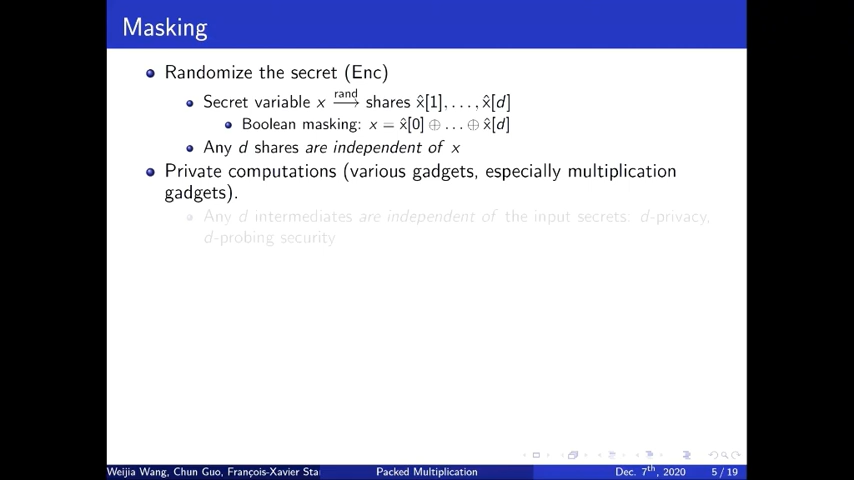 Masking
Randomize the secret (Enc)
Secret variable x rand⟶ shares x̂[1], . . . , x̂[d]
Boolean masking: x = x̂[0] ⊕ . . . ⊕ x̂[d]
Any d shares are independent of x
Private computations (various gadgets, especially multiplication
gadgets).
Any d intermediates are independent of the input secrets: d-privacy,
d-probing security
Weijia Wang, Chun Guo, François-Xavier Sta
Packed Multiplication
Dec. 7th, 2020
5 / 19